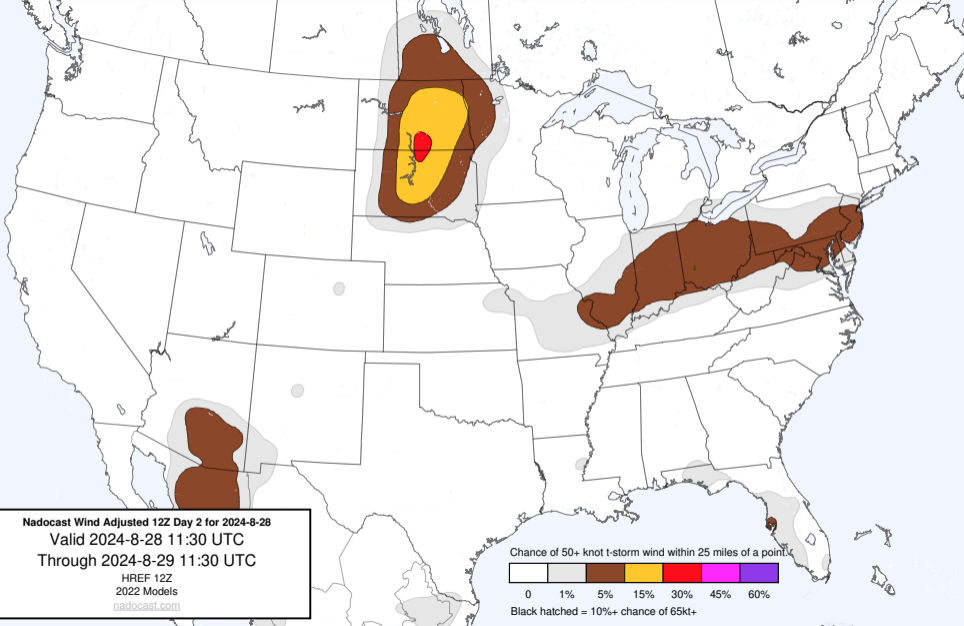 Nadocast Wind Adjusted 12Z Day 2 for 2024-8-28
Valid 2024-8-28 11:30 UTC
Through 2024-8-29 11:30 UTC
HREF 12Z
2022 Models
nadocast.com
Chance of 50+ knot t-storm wind within 25 miles of a point.
0 1% 5% 15% 30% 45% 60%
Black hatched = 10%+ chance of 65kt+